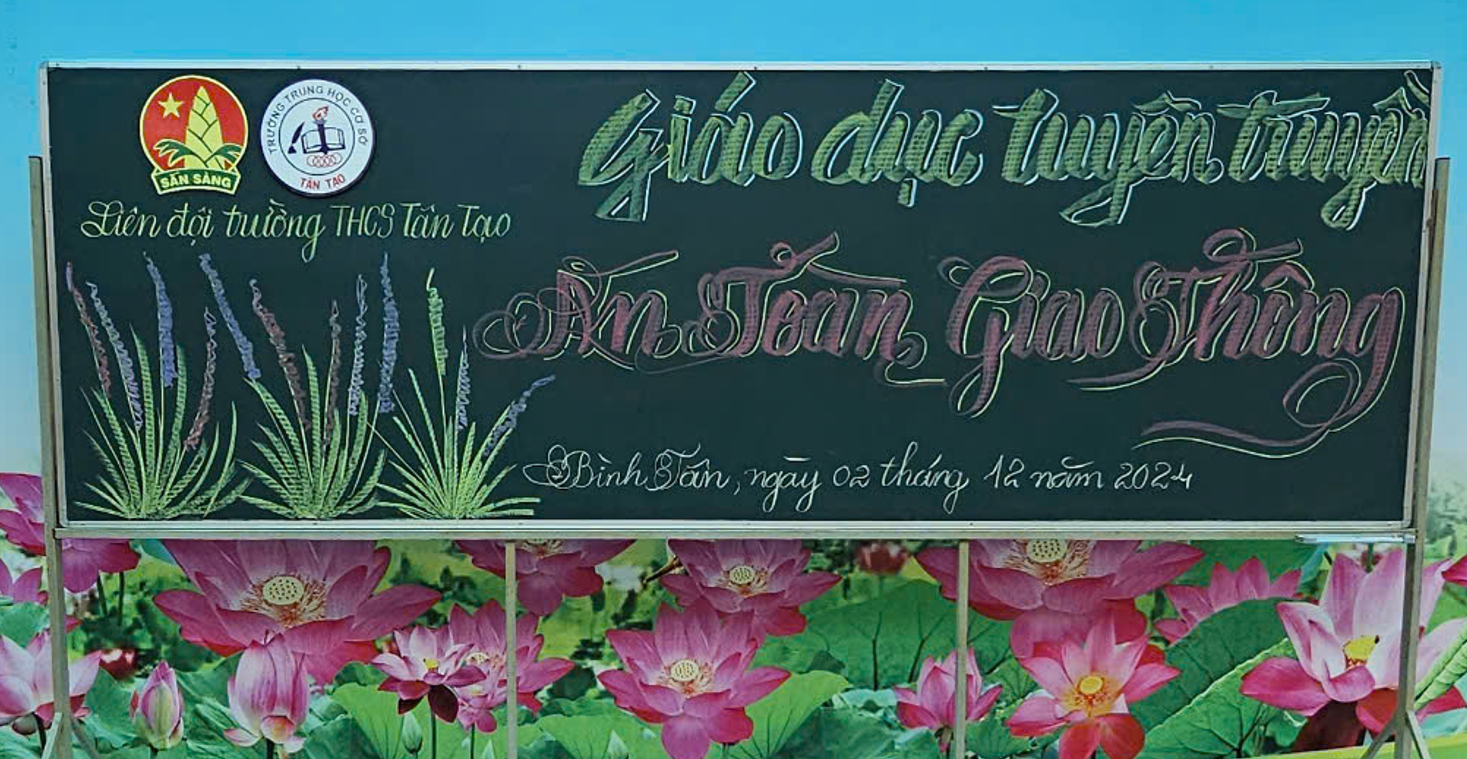 SẴN SÀNG
TRƯỜNG TRUNG HỌC CƠ SỞ
TÂN TẠO
Liên đội trường THCS Tân Tạo
Giáo dục tuyên truyền
An Toàn Giao Thông
Bình Tân, ngày 02 tháng 12 năm 2024